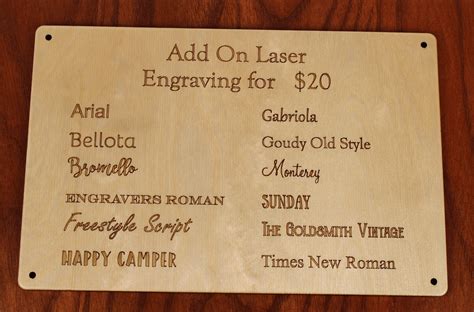 Add On Laser
Engraving for $20
Arial
Bellota
Bromello
ENGRAVERS ROMAN
Freestyle Script
HAPPY CAMPER
Gabriola
Goudy Old Style
Monterey
SUNDAY
THE GOLDSMITH VINTAGE
Times New Roman